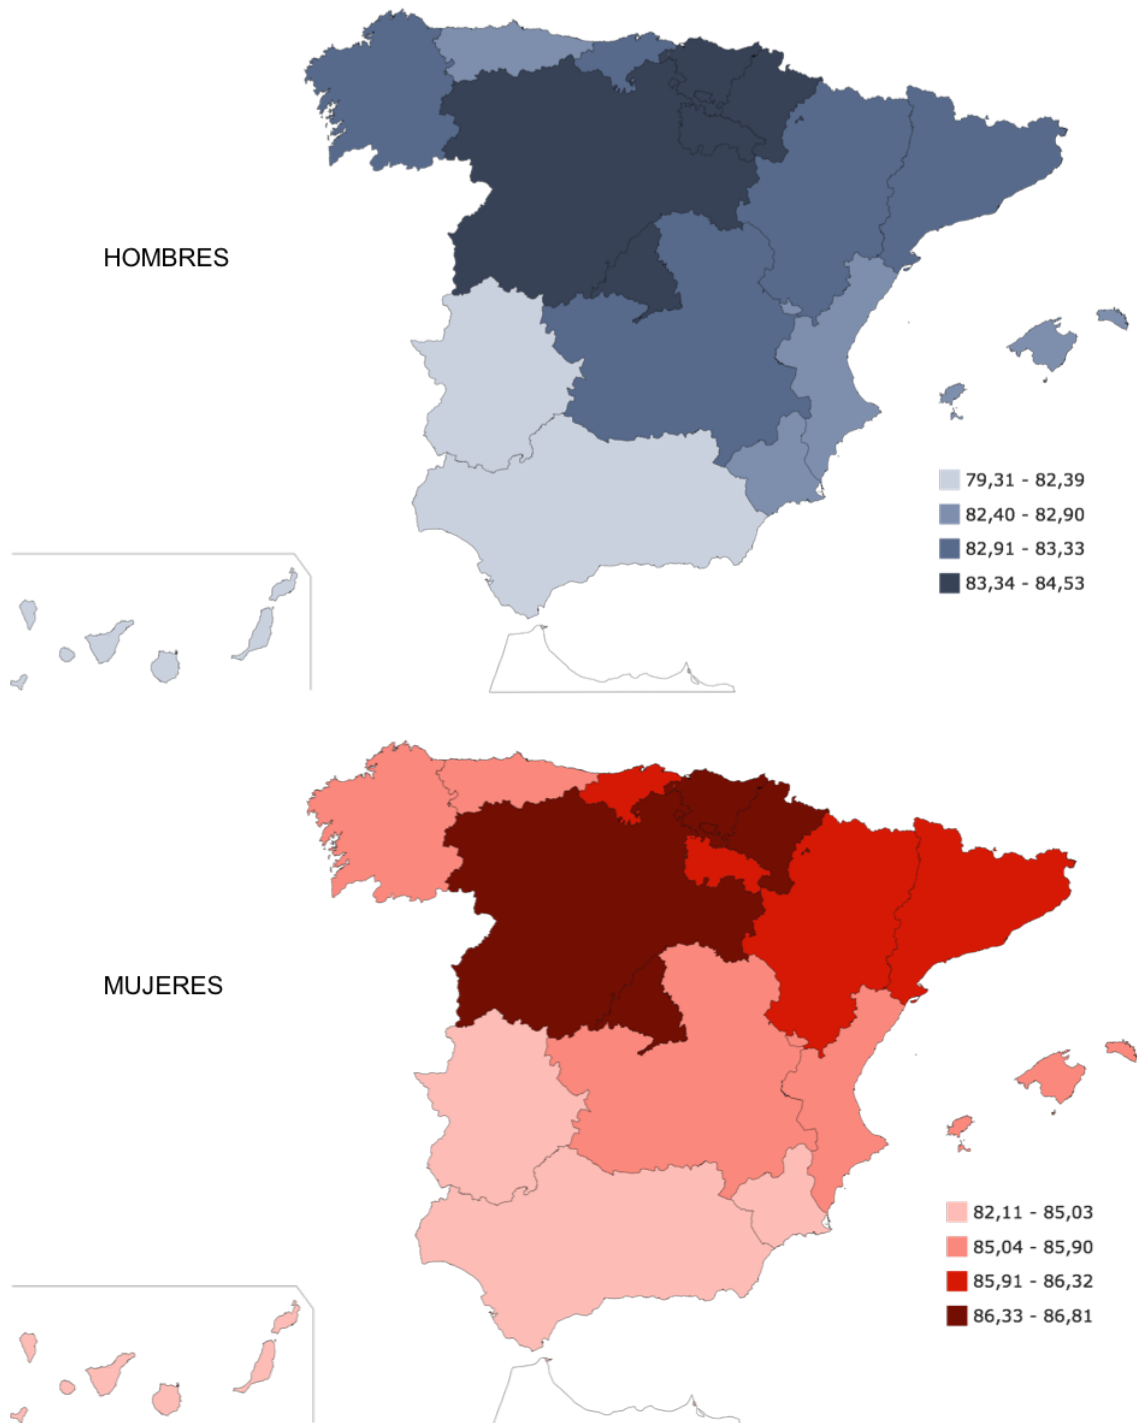 HOMBRES
79,31 - 82,39
82,40 - 82,90
82,91 - 83,33
83,34 - 84,53
MUJERES
82,11 - 85,03
85,04 - 85,90
85,91 - 86,32
86,33 - 86,81